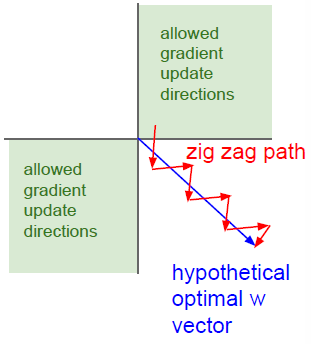 allowed
gradient
update
directions
zig zag path
allowed
gradient
update
directions
hypothetical
optimal w
vector